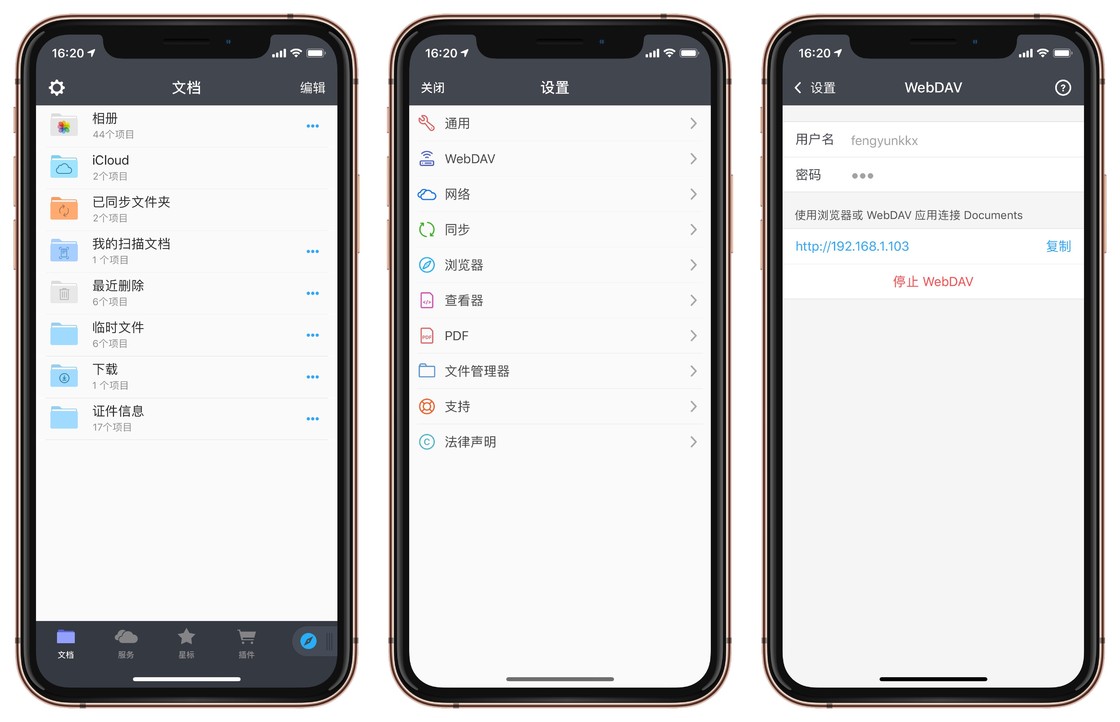 16:20
文档
编辑
相册
44个项目
iCloud
2个项目
已同步文件夹
2个项目
我的扫描文档
1 个项目
最近删除
6个项目
临时文件
6个项目
下载
1 个项目
证件信息
17个项目
文档
服务
星标
插件
16:20
关闭
设置
通用
WebDAV
网络
同步
浏览器
查看器
PDF
PDF
文件管理器
支持
法律声明
16:20
设置
WebDAV
?
用户名 fengyunkkx
密码 ●●●
使用浏览器或 WebDAV 应用连接 Documents
http://192.168.1.103 复制
停止 WebDAV